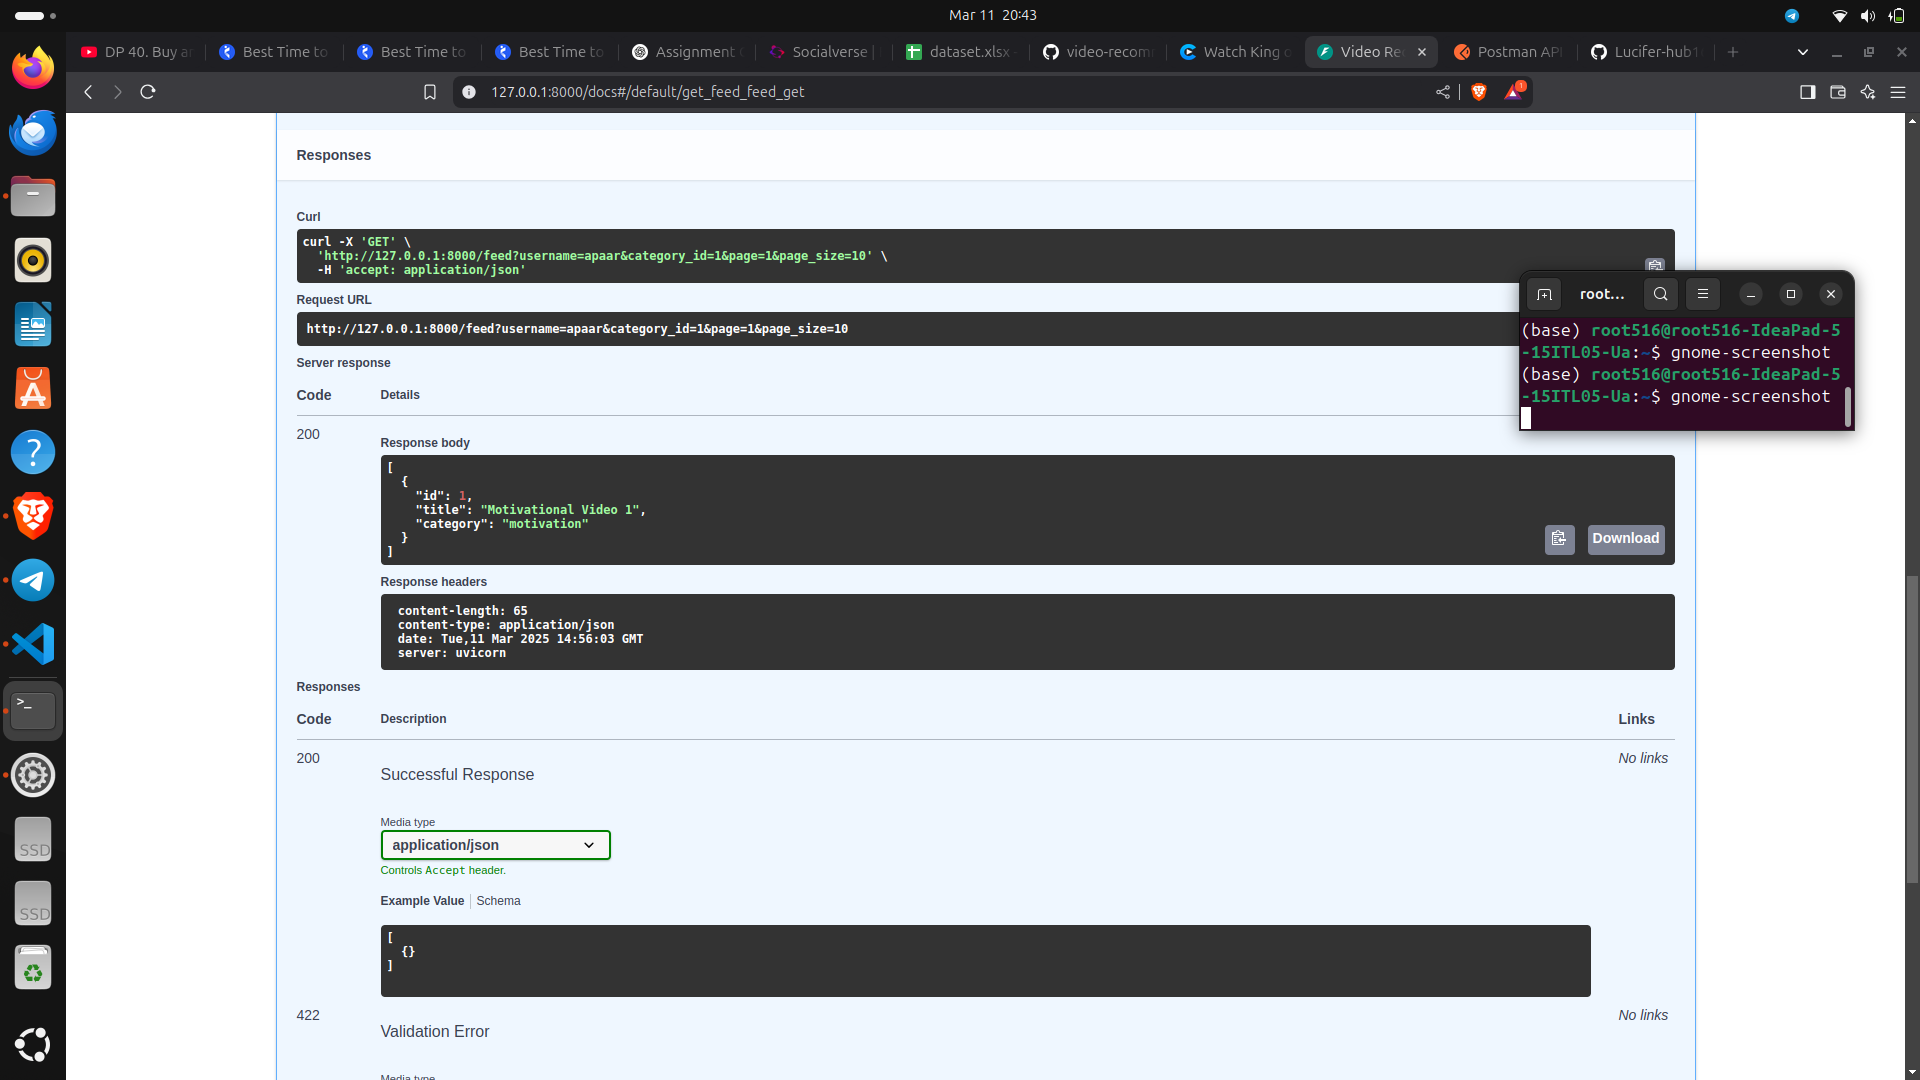 Mar 11 20:43
DP 40. Buy an
Best Time to
Best Time to
Best Time to
Assignment
Socialverse |
dataset.xlsx
video-recom
Watch King o
Video Re
Postman API
Lucifer-hub1
127.0.0.1:8000/docs#/default/get_feed_feed_get
1
Responses
Curl
curl -X 'GET' \
'http://127.0.0.1:8000/feed?username=apaar&category_id=1&page=1&page_size=10' \
-H 'accept: application/json'
Request URL
http://127.0.0.1:8000/feed?username=apaar&category_id=1&page=1&page_size=10
root...
(base) root516@root516-IdeaPad-5
-15ITL05-Ua:~$ gnome-screenshot
(base) root516@root516-IdeaPad-5
-15ITL05-Ua:~$ gnome-screenshot
Server response
Code Details
200
Response body
[
{
"id": 1,
"title": "Motivational Video 1",
"category": "motivation"
}
]
Download
Response headers
content-length: 65
content-type: application/json
date: Tue,11 Mar 2025 14:56:03 GMT
server: uvicorn
Responses
Code Description Links
200 No links
Successful Response
Media type
application/json
Controls Accept header.
Example Value Schema
[
{}
]
422 No links
Validation Error
Media type
>_
SSD
SSD